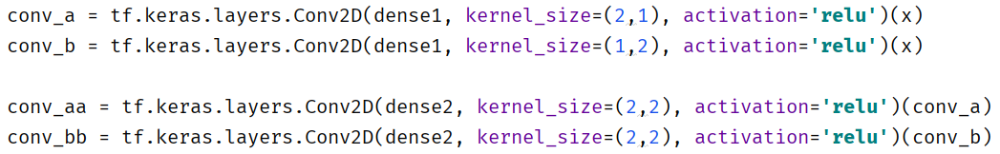 conv_a = tf.keras.layers.Conv2D(dense1, kernel_size=(2,1), activation='relu')(x)
conv_b = tf.keras.layers.Conv2D(dense1, kernel_size=(1,2), activation='relu')(x)
conv_aa = tf.keras.layers.Conv2D(dense2, kernel_size=(2,2), activation='relu')(conv_a)
conv_bb = tf.keras.layers.Conv2D(dense2, kernel_size=(2,2), activation='relu')(conv_b)